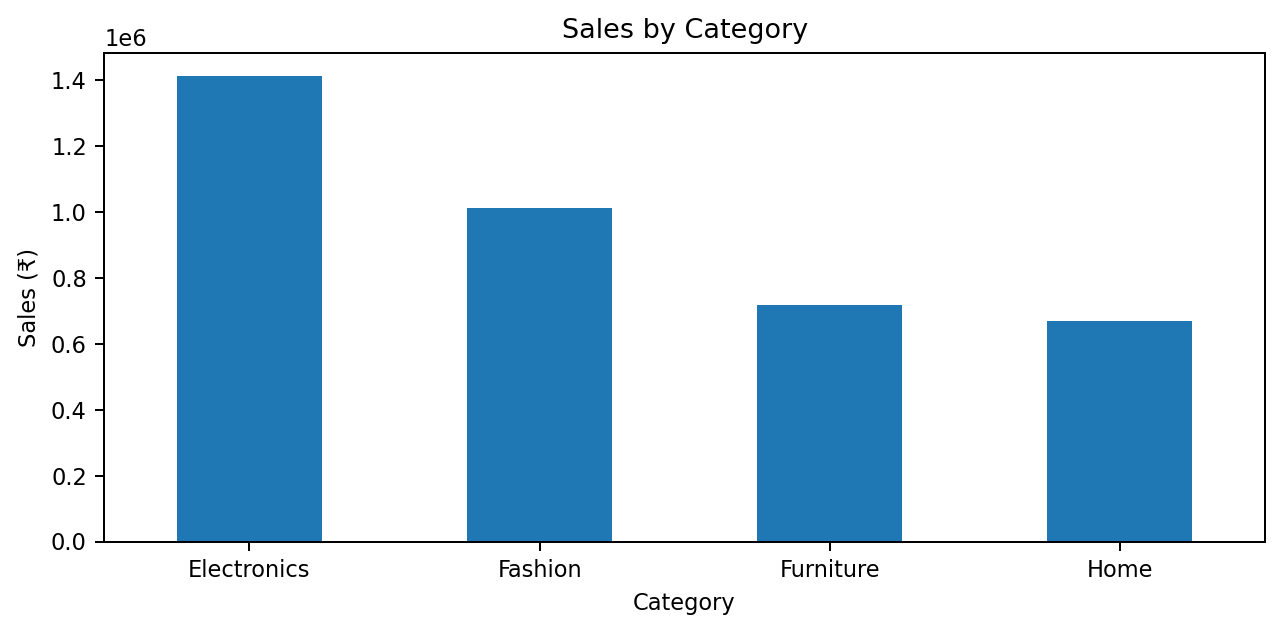 Sales by Category
1e6
1.4
1.2
1.0
0.8
0.6
0.4
0.2
0.0
Sales (₹)
Electronics Fashion Furniture Home
Category